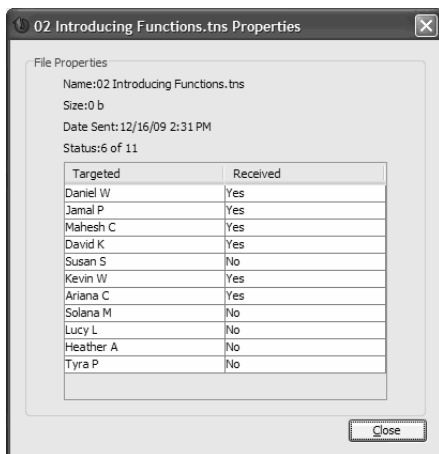 02 Introducing Functions.tns Properties
File Properties
Name:02 Introducing Functions.tns
Size:0 b
Date Sent:12/16/09 2:31 PM
Status:6 of 11
Targeted Received
Daniel W Yes
Jamal P Yes
Mahesh C Yes
David K Yes
Susan S No
Kevin W Yes
Ariana C Yes
Solana M No
Lucy L No
Heather A No
Tyra P No
Close